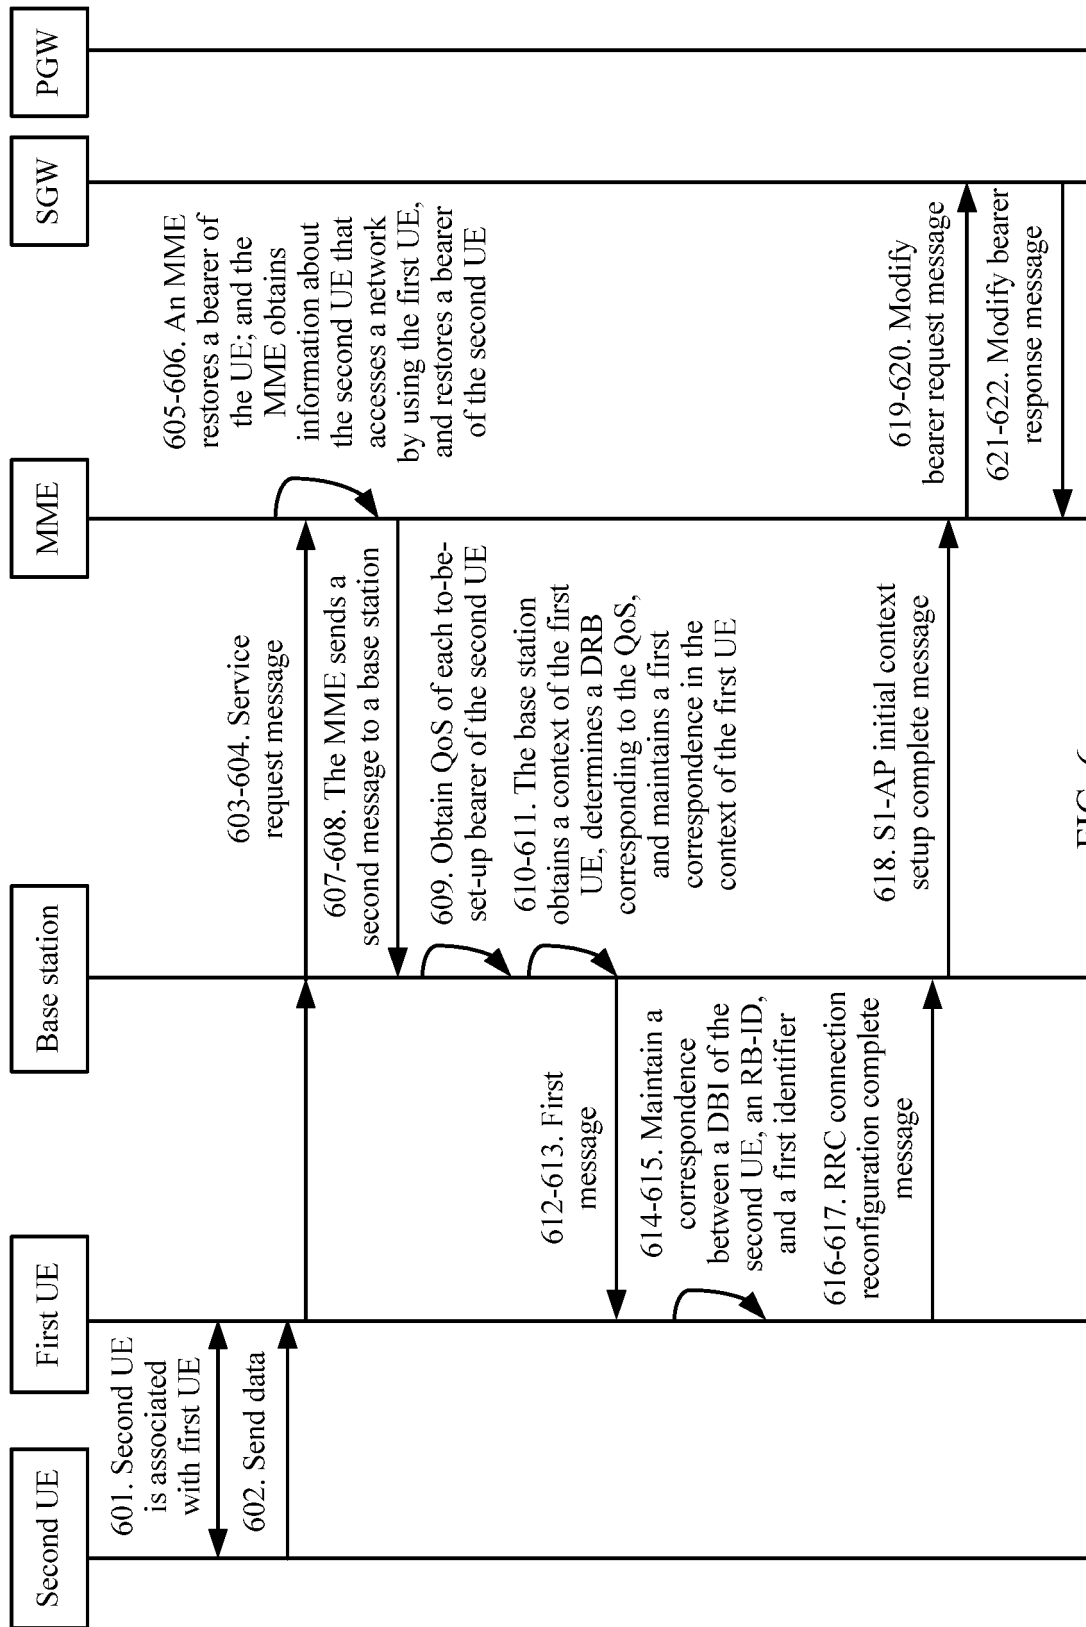 Second UE
First UE
Base station
MME
SGW
PGW
601. Second UE
is associated
with first UE
602. Send data
603-604. Service
request message
605-606. An MME
restores a bearer of
the UE; and the
MME obtains
information about
the second UE that
accesses a network
by using the first UE,
and restores a bearer
of the second UE
607-608. The MME sends a
second message to a base station
609. Obtain QoS of each to-be-
set-up bearer of the second UE
610-611. The base station
obtains a context of the first
UE, determines a DRB
corresponding to the QoS,
and maintains a first
correspondence in the
context of the first UE
612-613. First
message
614-615. Maintain a
correspondence
between a DBI of the
second UE, an RB-ID,
and a first identifier
616-617. RRC connection
reconfiguration complete
message
618. S1-AP initial context
setup complete message
619-620. Modify
bearer request message
621-622. Modify bearer
response message